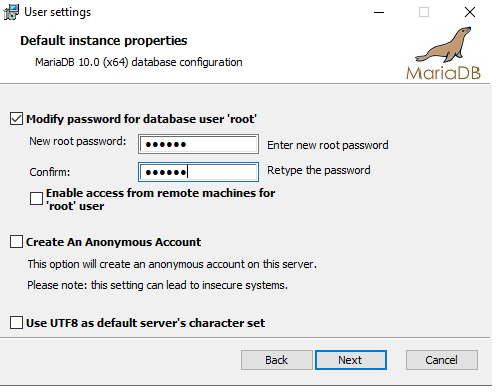 User settings
Default instance properties
MariaDB 10.0 (x64) database configuration
MariaDB
Modify password for database user 'root'
New root password: ●●●●●● Enter new root password
Confirm: ●●●●●● Retype the password
Enable access from remote machines for
'root' user
Create An Anonymous Account
This option will create an anonymous account on this server.
Please note: this setting can lead to insecure systems.
Use UTF8 as default server's character set
Back Next Cancel